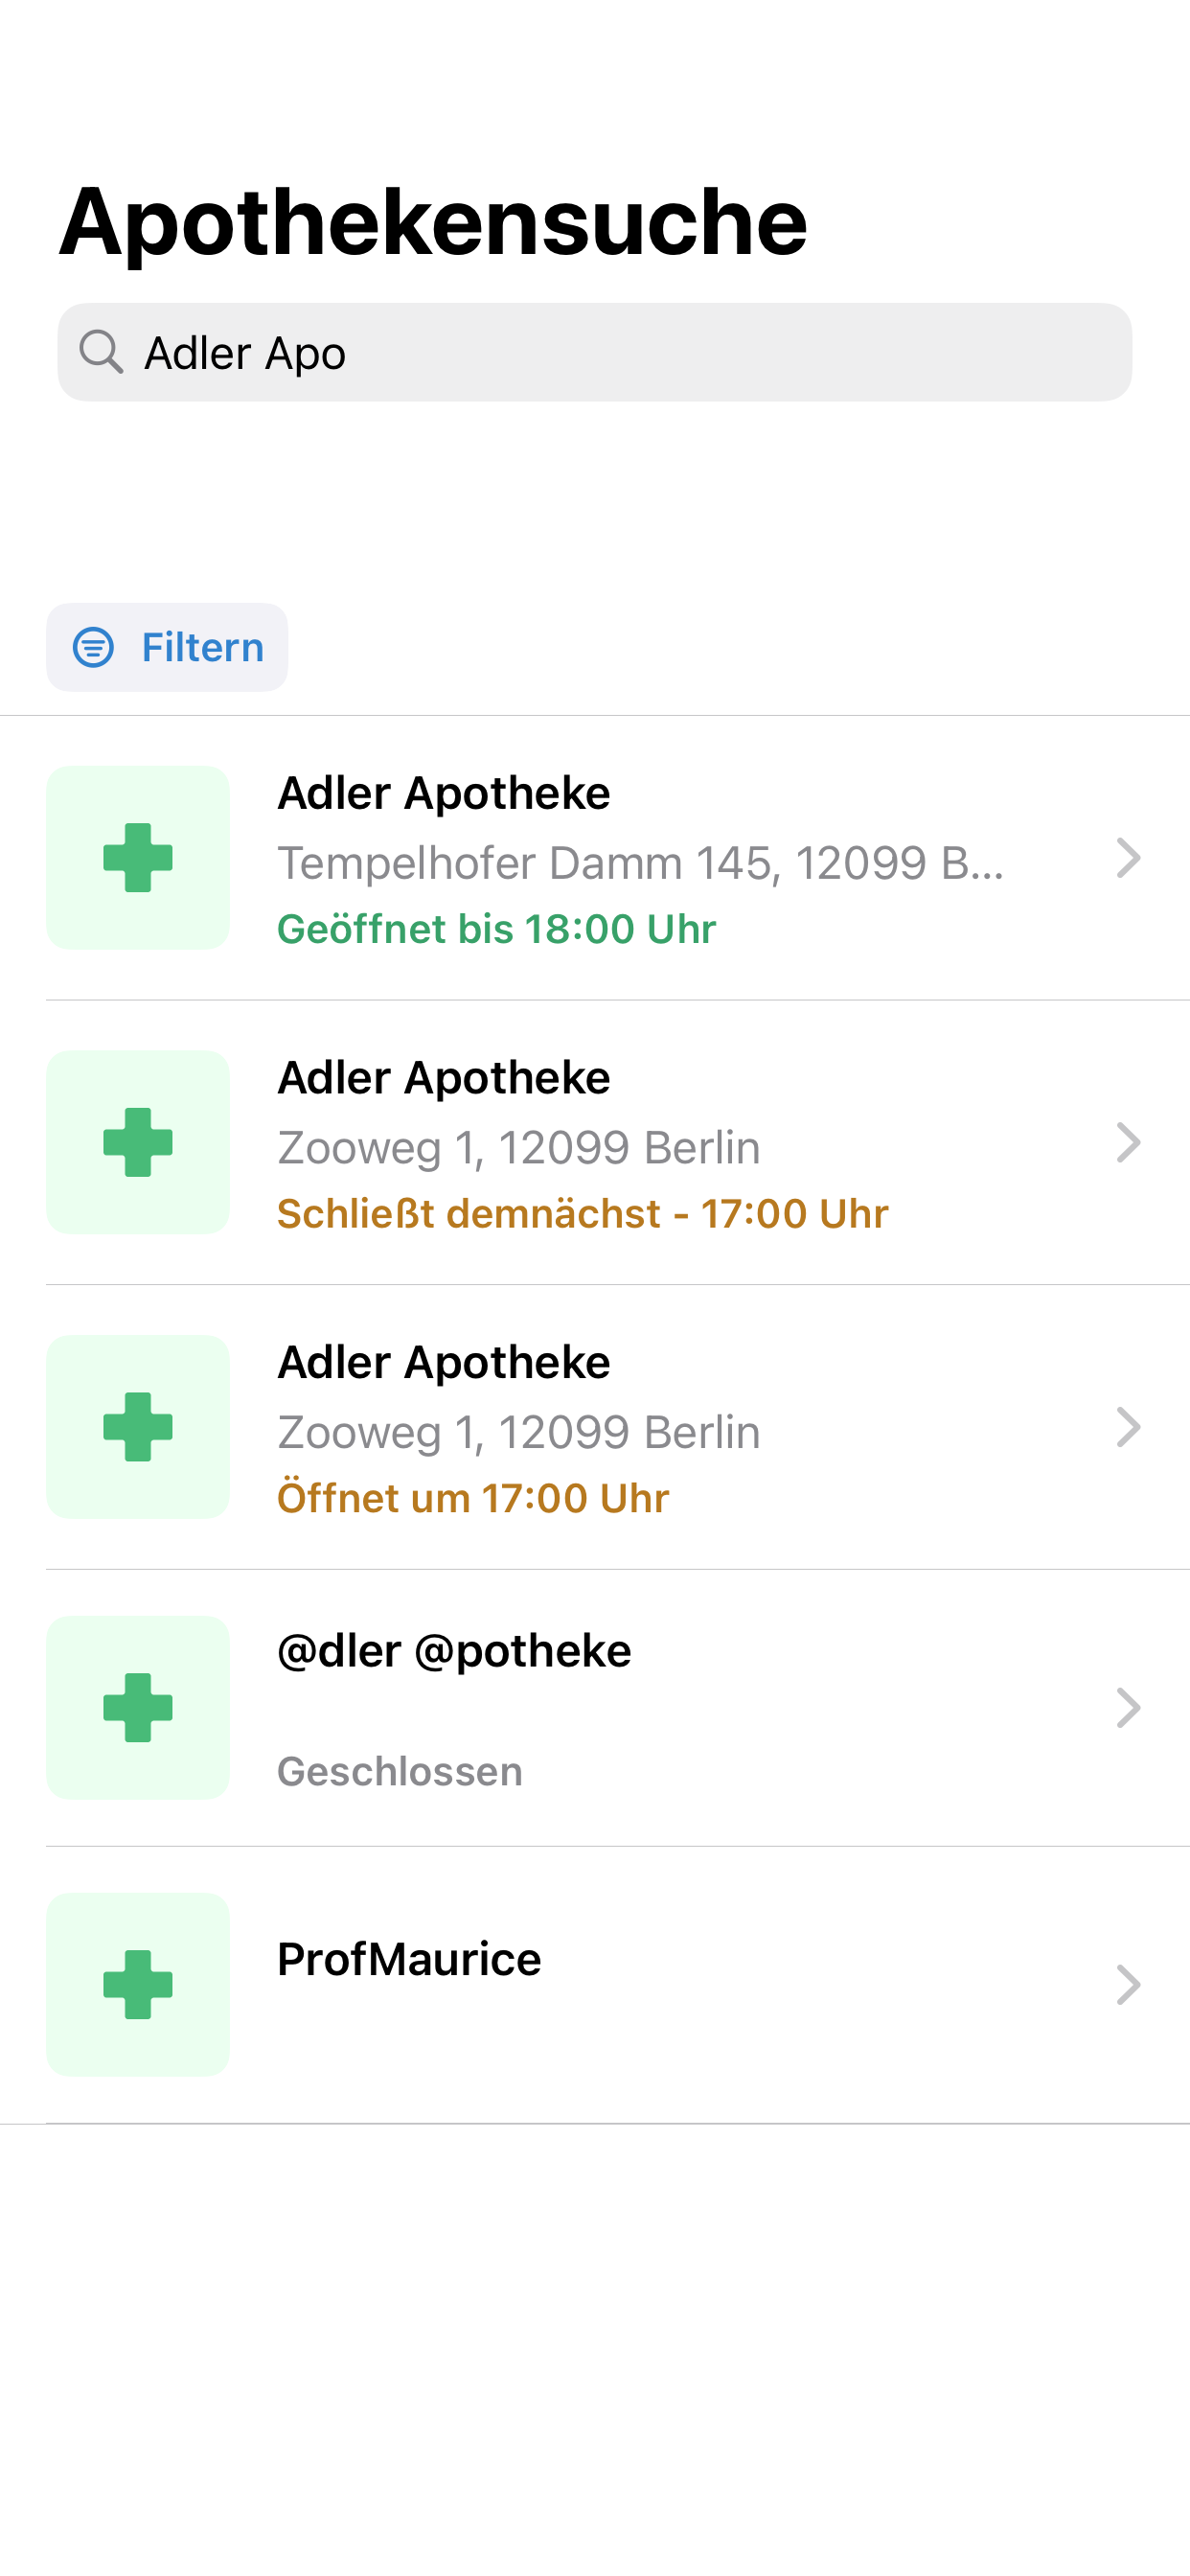 Apothekensuche
Adler Apo
Filtern
Adler Apotheke
Tempelhofer Damm 145, 12099 B...
Geöffnet bis 18:00 Uhr
Adler Apotheke
Zooweg 1, 12099 Berlin
Schließt demnächst - 17:00 Uhr
Adler Apotheke
Zooweg 1, 12099 Berlin
Öffnet um 17:00 Uhr
@dler @potheke
Geschlossen
ProfMaurice